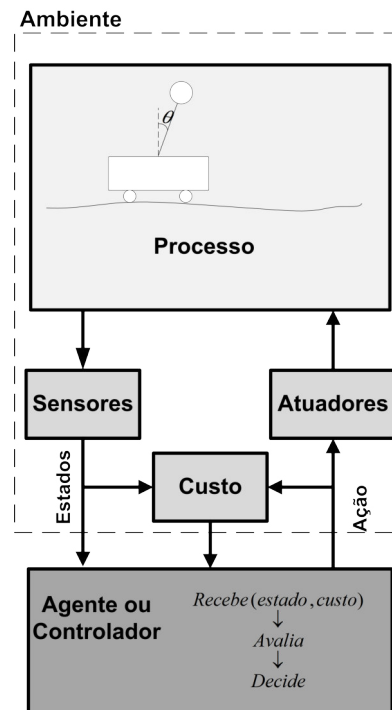 Ambiente
θ
Processo
Sensores
Atuadores
Estados
Custo
Ação
Agente ou
Controlador
Recebe(estado,custo)
Avalia
Decide